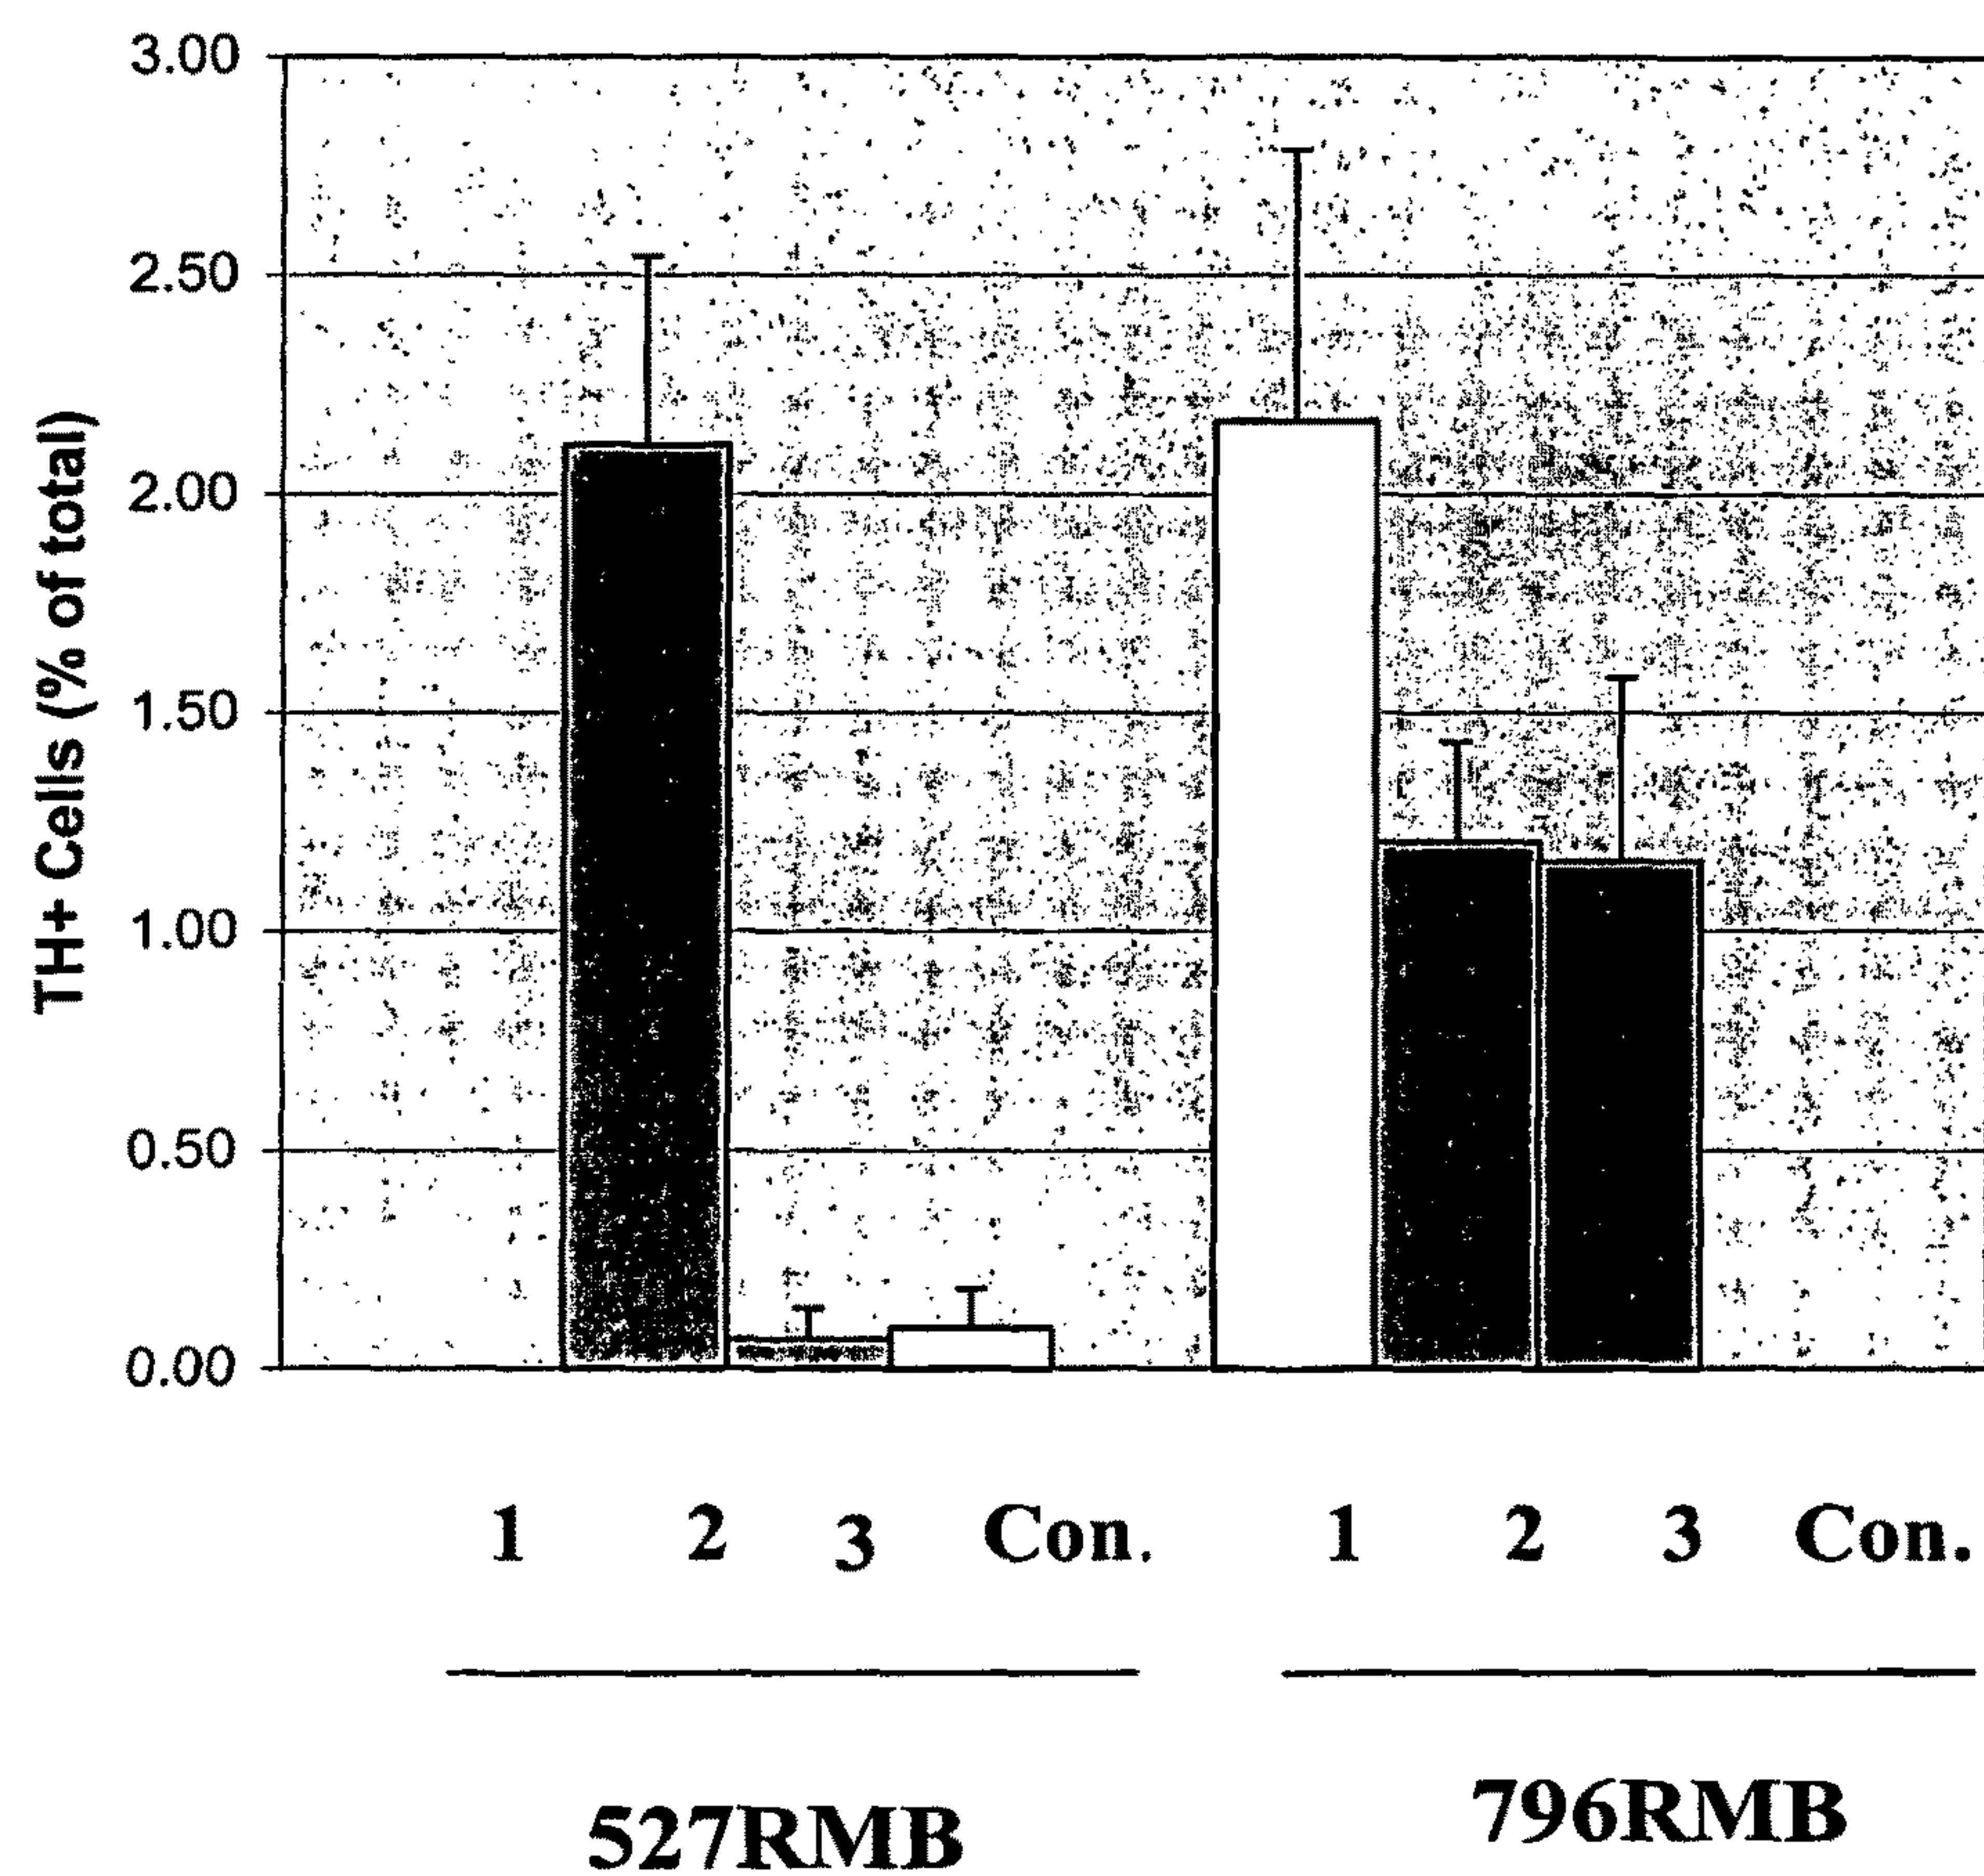 3.00
2.50
2.00
1.50
1.00
0.50
0.00
TH+ Cells (% of total)
1 2 3 Con. 1 2 3 Con.
527RMB 796RMB